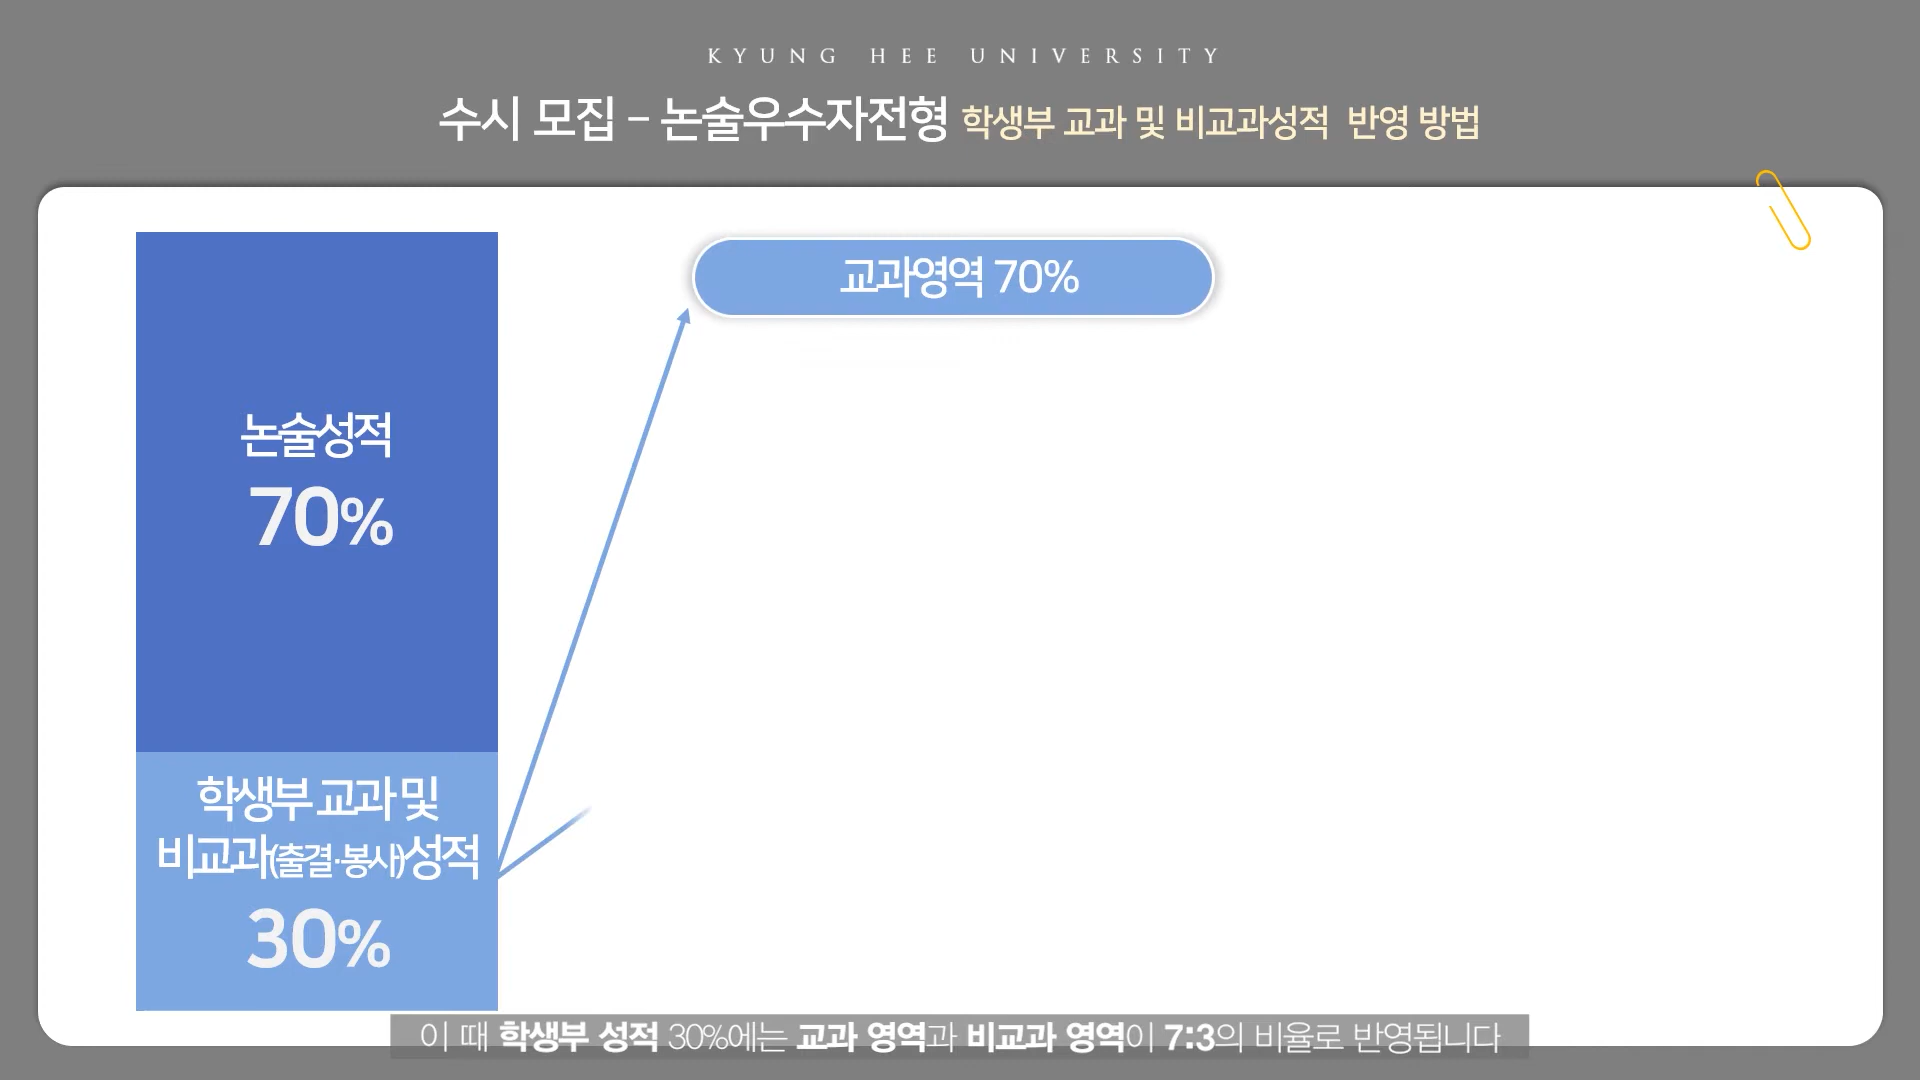 KYUNG HEE UNIVERSITY
수시 모집 - 논술우수자전형 학생부 교과 및 비교과성적 반영 방법
교과영역 70%
논술성적
70%
학생부 교과 및
비교과(출결·봉사)성적
30%
이 때 학생부 성적 30%에는 교과 영역과 비교과 영역이 7:3의 비율로 반영됩니다